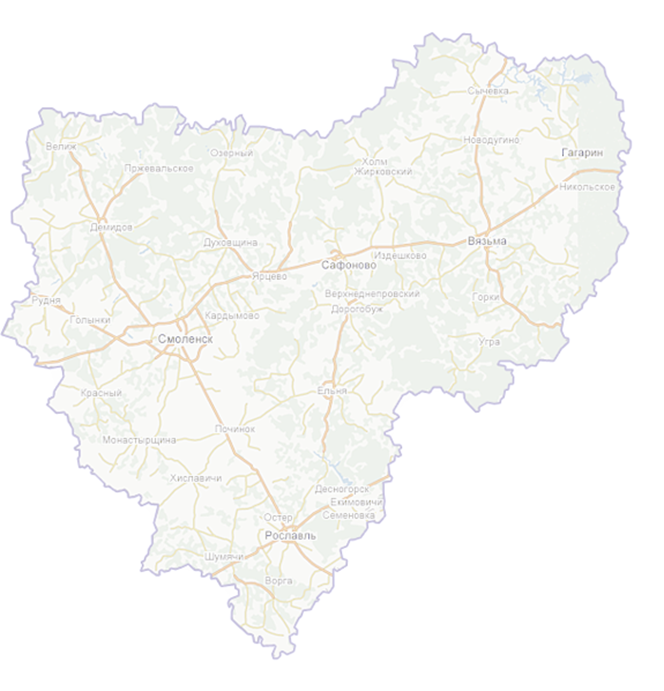 Сычевка
Новодугино
Гагарин
Велиж
Озерный
Пржевальское
Холм
Жирковский
Никольское
Демидов
Духовщина
Вязьма
Издешково
Сафоново
Ярцево
Рудня
Верхнеднепровский
Дорогобуж
Горки
Голынки
Кардымово
Смоленск
Угра
Красный
Ельня
Починок
Монастырщина
Хиславичи
Десногорск
Екимовичи
Остер
Семеновка
Рославль
Шумячи
Ворга